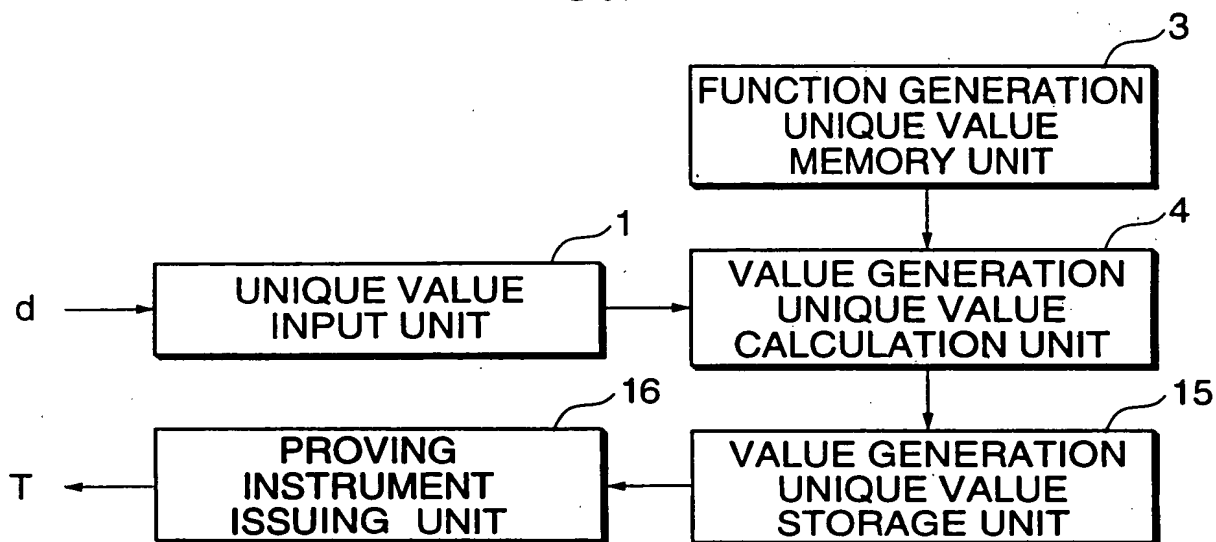 3
FUNCTION GENERATION
UNIQUE VALUE
MEMORY UNIT
1
4
d
UNIQUE VALUE
INPUT UNIT
VALUE GENERATION
UNIQUE VALUE
CALCULATION UNIT
16
15
T
PROVING
INSTRUMENT
ISSUING UNIT
VALUE GENERATION
UNIQUE VALUE
STORAGE UNIT